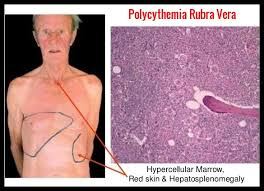 Polycythemia Rubra Vera
Hypercellular Marrow,
Red skin & Hepatosplenomegaly